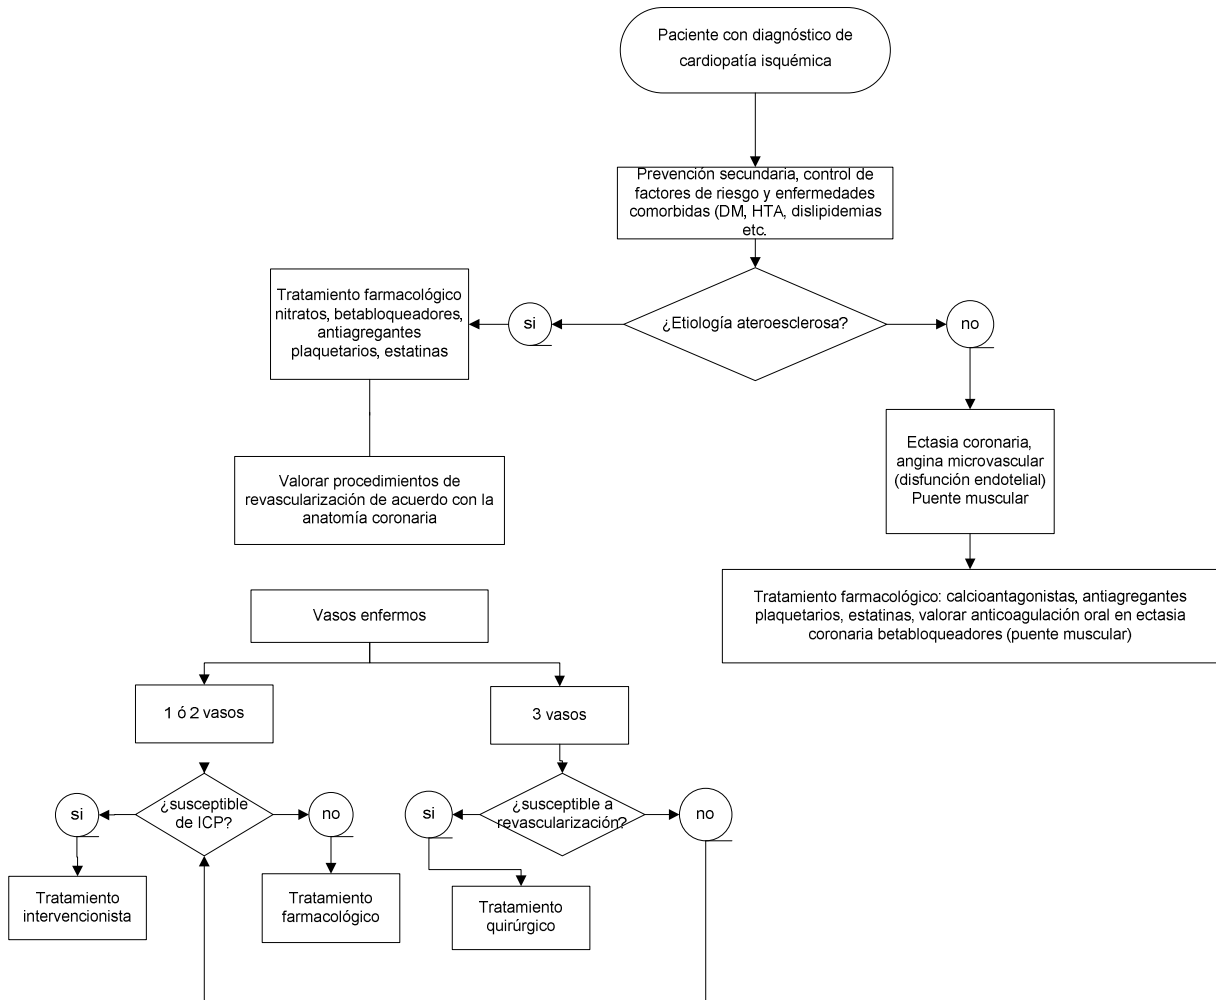 Paciente con diagnóstico de
cardiopatía isquémica
Prevención secundaria, control de
factores de riesgo y enfermedades
comorbidas (DM, HTA, dislipidemias
etc.
¿Etiología ateroesclerosa?
si
no
Tratamiento farmacológico
nitratos, betabloqueadores,
antiagregantes
plaquetarios, estatinas
Valorar procedimientos de
revascularización de acuerdo con la
anatomía coronaria
Ectasia coronaria,
angina microvascular
(disfunción endotelial)
Puente muscular
Tratamiento farmacológico: calcioantagonistas, antiagregantes
plaquetarios, estatinas, valorar anticoagulación oral en ectasia
coronaria betabloqueadores (puente muscular)
Vasos enfermos
1 ó 2 vasos
3 vasos
si
¿susceptible
de ICP?
no
si
¿susceptible a
revascularización?
no
Tratamiento
intervencionista
Tratamiento
farmacológico
Tratamiento
quirúrgico